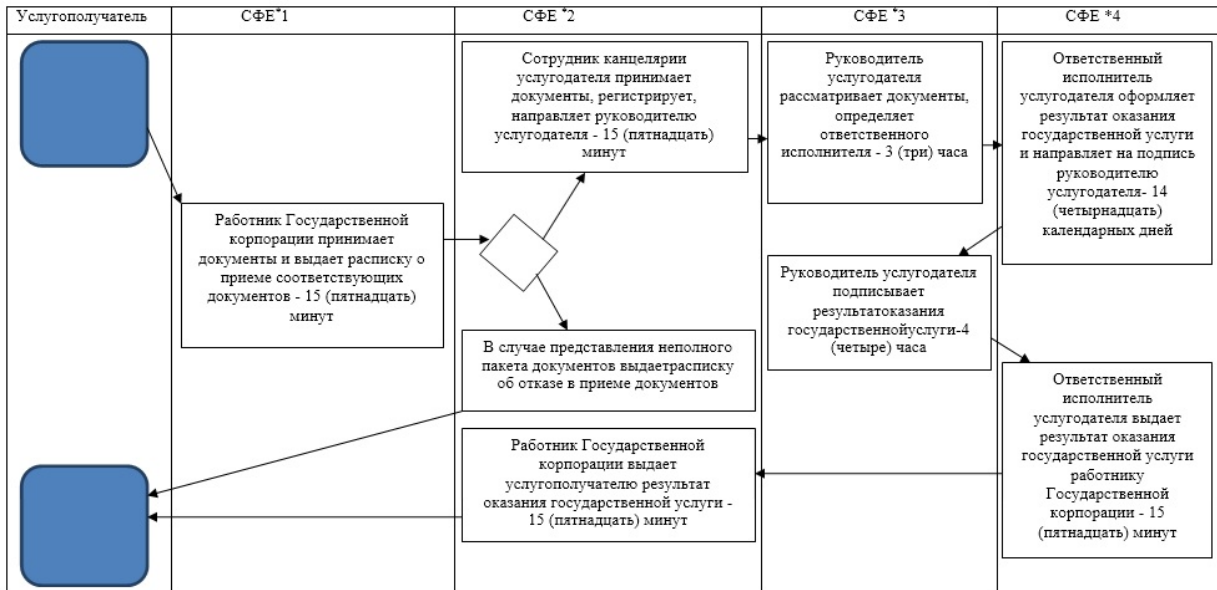 Услугополучатель
СФЕ*1
СФЕ *2
СФЕ *3
СФЕ *4
Работник Государственной
корпорации принимает
документы и выдает расписку о
приеме соответствующих
документов - 15 (пятнадцать)
минут
Сотрудник канцелярии
услугодателя принимает
документы, регистрирует,
направляет руководителю
услугодателя - 15 (пятнадцать)
минут
В случае представления неполного
пакета документов выдаетрасписку
об отказе в приеме документов
Работник Государственной
корпорации выдает
услугополучателю результат
оказания государственной услуги -
15 (пятнадцать) минут
Руководитель
услугодателя
рассматривает документы,
определяет
ответственного
исполнителя - 3 (три) часа
Руководитель услугодателя
подписывает
результатоказания
государственнойуслуги-4
(четыре) часа
Ответственный
исполнитель
услугодателя оформляет
результат оказания
государственной услуги
и направляет на подпись
руководителю
услугодателя- 14
(четырнадцать)
календарных дней
Ответственный
исполнитель
услугодателя выдает
результат оказания
государственной услуги
работнику
Государственной
корпорации - 15
(пятнадцать) минут